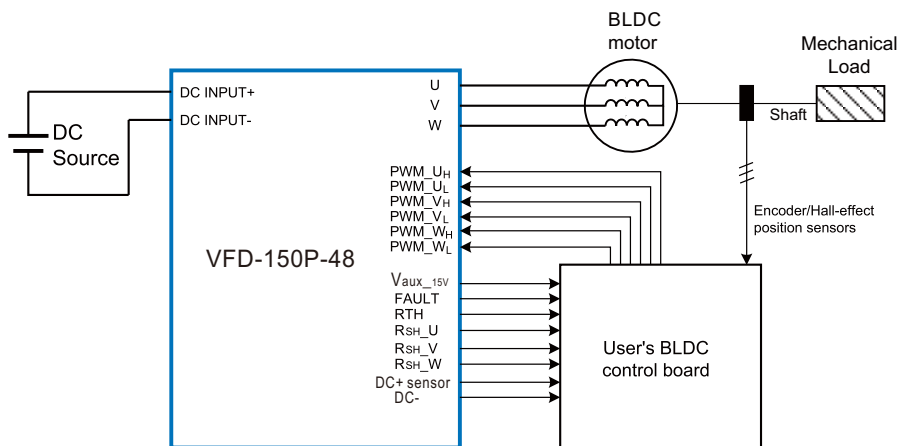 BLDC
motor
Mechanical
Load
DC INPUT+
DC INPUT-
U
V
W
Shaft
DC
Source
PWM_UH
PWM_UL
PWM_VH
PWM_VL
PWM_WH
PWM_WL
Encoder/Hall-effect
position sensors
VFD-150P-48
Vaux_15V
FAULT
RTH
RSH_U
RSH_V
RSH_W
DC+ sensor
DC-
User's BLDC
control board